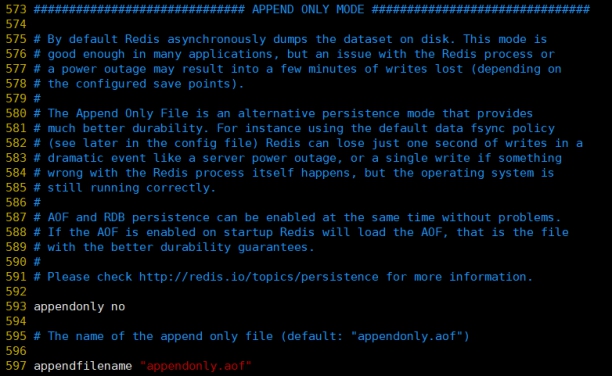 573 ############################## APPEND ONLY MODE ###############################
574
575 # By default Redis asynchronously dumps the dataset on disk. This mode is
576 # good enough in many applications, but an issue with the Redis process or
577 # a power outage may result into a few minutes of writes lost (depending on
578 # the configured save points).
579 #
580 # The Append Only File is an alternative persistence mode that provides
581 # much better durability. For instance using the default data fsync policy
582 # (see later in the config file) Redis can lose just one second of writes in a
583 # dramatic event like a server power outage, or a single write if something
584 # wrong with the Redis process itself happens, but the operating system is
585 # still running correctly.
586 #
587 # AOF and RDB persistence can be enabled at the same time without problems.
588 # If the AOF is enabled on startup Redis will load the AOF, that is the file
589 # with the better durability guarantees.
590 #
591 # Please check http://redis.io/topics/persistence for more information.
592
593 appendonly no
594
595 # The name of the append only file (default: "appendonly.aof")
596
597 appendfilename "appendonly.aof"